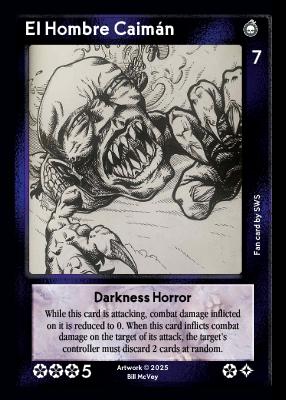 El Hombre Caimán
7
Fan card by SWS
Darkness Horror
While this card is attacking, combat damage inflicted
on it is reduced to 0. When this card inflicts combat
damage on the target of its attack, the target's
controller must discard 2 cards at random.
5
Artwork © 2025
Bill McVey